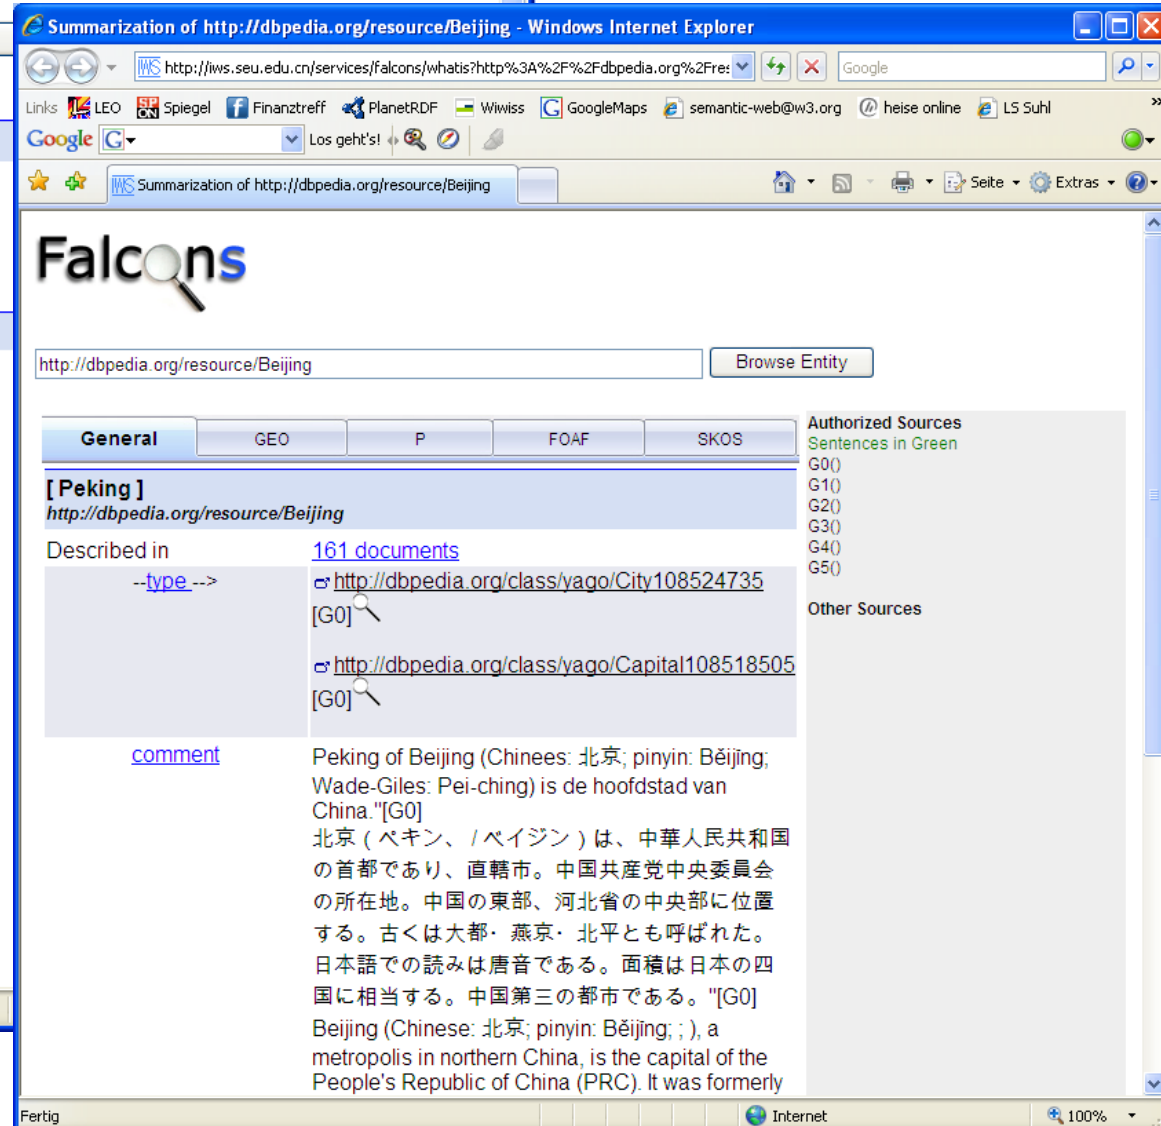 Summarization of http://dbpedia.org/resource/Beijing - Windows Internet Explorer
http://iws.seu.edu.cn/services/falcons/whatis?http%3A%2F%2Fdbpedia.org%2Fre
Google
Links LEO Spiegel Finanztreff PlanetRDF Wiwiss GoogleMaps semantic-web@w3.org heise online LS Suhl »
Google G Los geht's!
Summarization of http://dbpedia.org/resource/Beijing Seite Extras
Falcons
http://dbpedia.org/resource/Beijing Browse Entity
General GEO P FOAF SKOS
Authorized Sources
Sentences in Green
G0()
G1()
G2()
G3()
G4()
G5()
Other Sources
[ Peking ]
http://dbpedia.org/resource/Beijing
Described in 161 documents
--type --> http://dbpedia.org/class/yago/City108524735
[G0]
http://dbpedia.org/class/yago/Capital108518505
[G0]
comment Peking of Beijing (Chinees: 北京; pinyin: Běijīng;
Wade-Giles: Pei-ching) is de hoofdstad van
China."[G0]
北京 ( ペキン、 / ベイジン ) は、中華人民共和国
の首都であり、直轄市。中国共産党中央委員会
の所在地。中国の東部、河北省の中央部に位置
する。古くは大都・燕京・北平とも呼ばれた。
日本語での読みは唐音である。面積は日本の四
国に相当する。中国第三の都市である。"[G0]
Beijing (Chinese: 北京; pinyin: Běijīng; ; ), a
metropolis in northern China, is the capital of the
People's Republic of China (PRC). It was formerly
Fertig Internet 100%